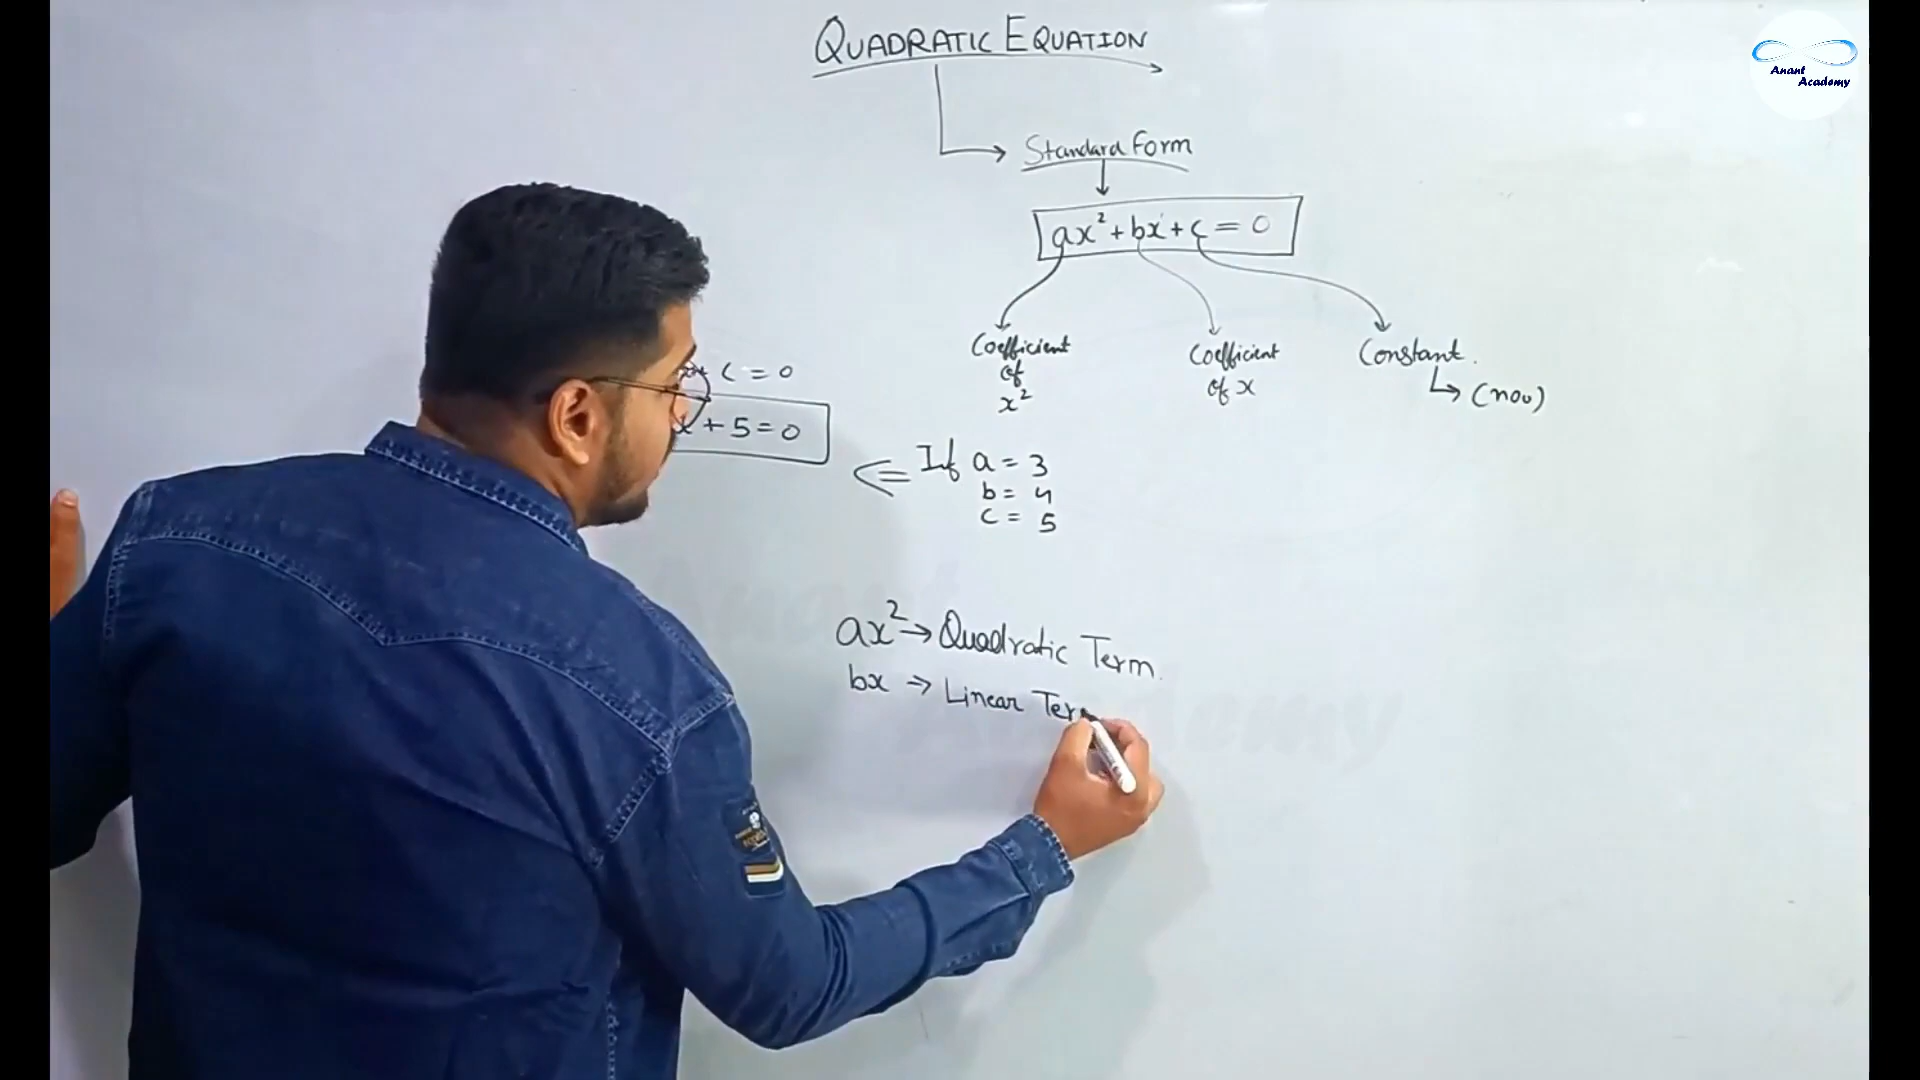 QUADRATIC EQUATION
Anant
Academy
Standard Form
ax² + bx + c = 0
Coefficient
of
x²
Coefficient
of x
Constant.
c = 0
x + 5 = 0
If a = 3
b = 4
c = 5
ax² → Quadratic Term.
bx → Linear Ter
Academy